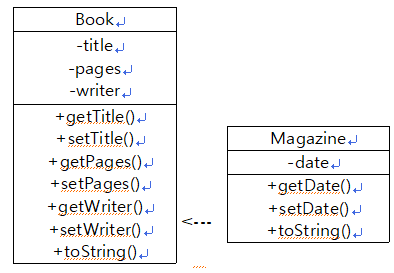 Book
-title
-pages
-writer
+getTitle()
+setTitle()
+getPages()
+setPages()
+getWriter()
+setWriter()
+toString()
<---
Magazine
-date
+getDate()
+setDate()
+toString()